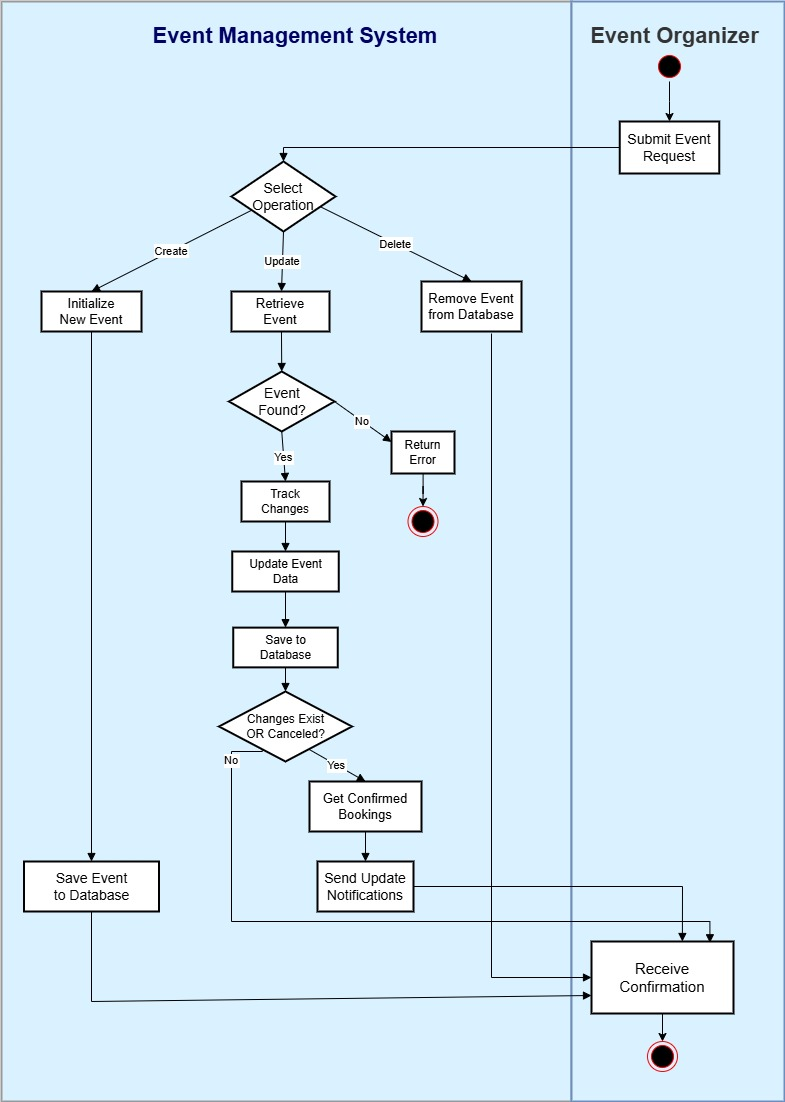 Event Management System
Event Organizer
Submit Event
Request
Select
Operation
Create
Update
Delete
Initialize
New Event
Retrieve
Event
Remove Event
from Database
Event
Found?
No
Return
Error
Yes
Track
Changes
Update Event
Data
Save to
Database
Changes Exist
OR Canceled?
No
Yes
Get Confirmed
Bookings
Save Event
to Database
Send Update
Notifications
Receive
Confirmation